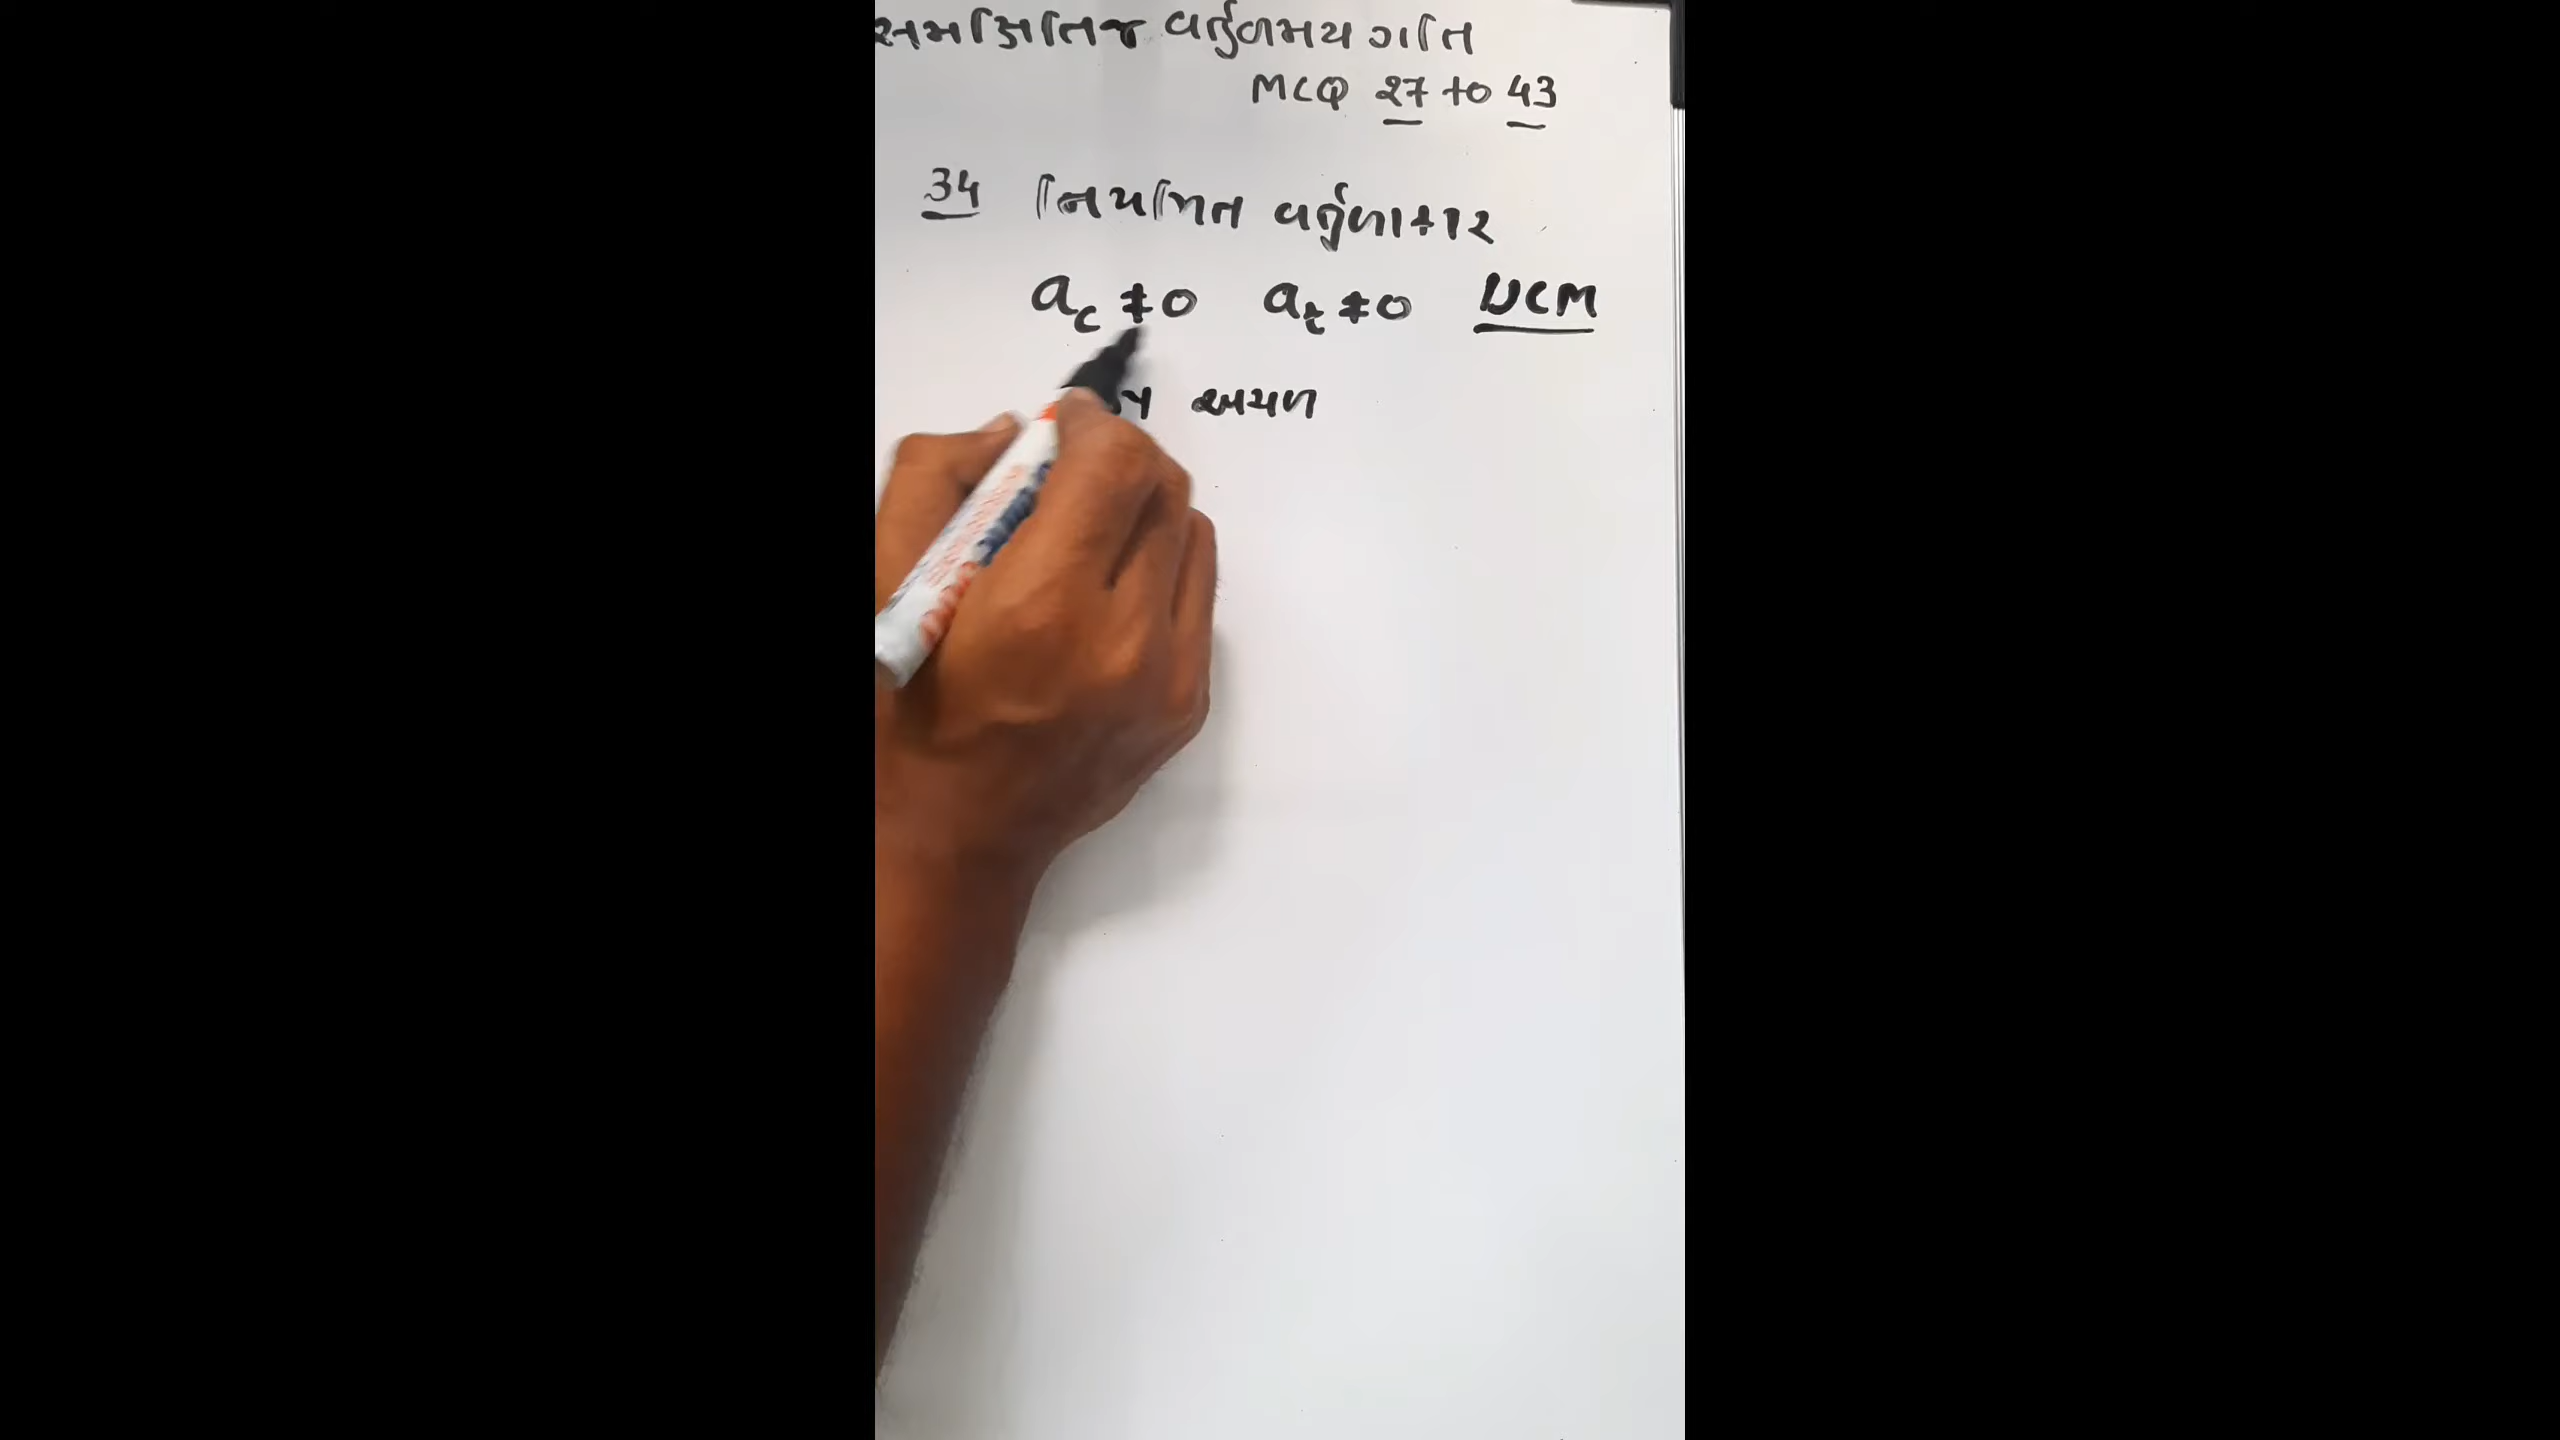 સમક્ષિતિજ વર્તુળમય ગતિ
MCQ 27 to 43
34 નિયમિત વર્તુળાકાર
ac ≠ 0 at ≠ 0 UCM
અચળ